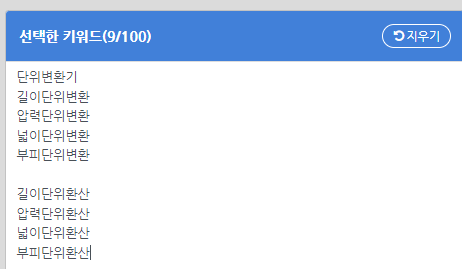 선택한 키워드(9/100)
지우기
단위변환기
길이단위변환
압력단위변환
넓이단위변환
부피단위변환
길이단위환산
압력단위환산
넓이단위환산
부피단위환산